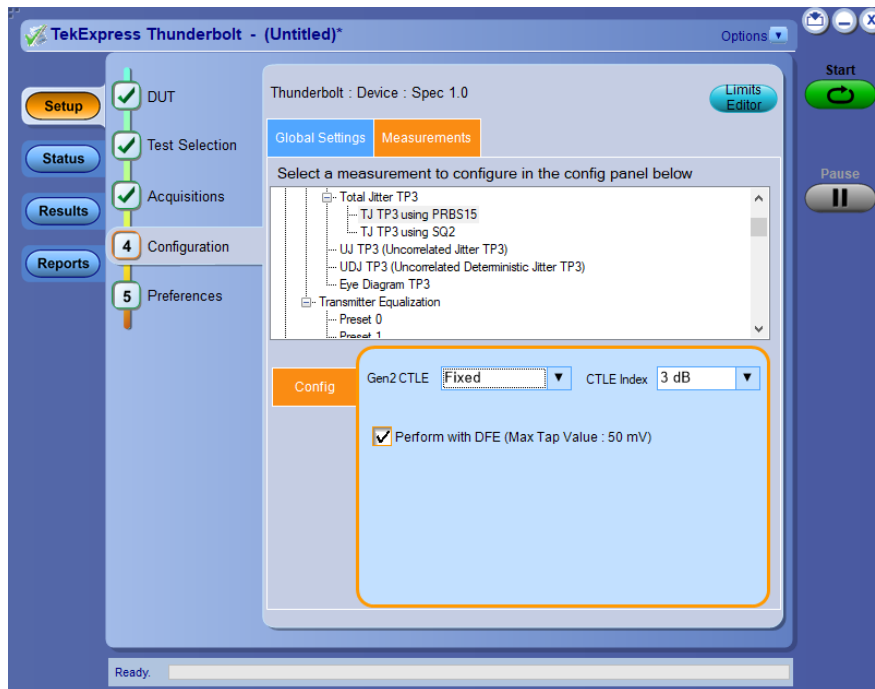 TekExpress Thunderbolt - (Untitled)*
Options
Start
Pause
Setup
Status
Results
Reports
DUT
Test Selection
Acquisitions
4 Configuration
5 Preferences
Thunderbolt : Device : Spec 1.0
Limits
Editor
Global Settings Measurements
Select a measurement to configure in the config panel below
Total Jitter TP3
TJ TP3 using PRBS15
TJ TP3 using SQ2
UJ TP3 (Uncorrelated Jitter TP3)
UDJ TP3 (Uncorrelated Deterministic Jitter TP3)
Eye Diagram TP3
Transmitter Equalization
Preset 0
Preset 1
Config
Gen2 CTLE Fixed CTLE Index 3 dB
Perform with DFE (Max Tap Value : 50 mV)
Ready.